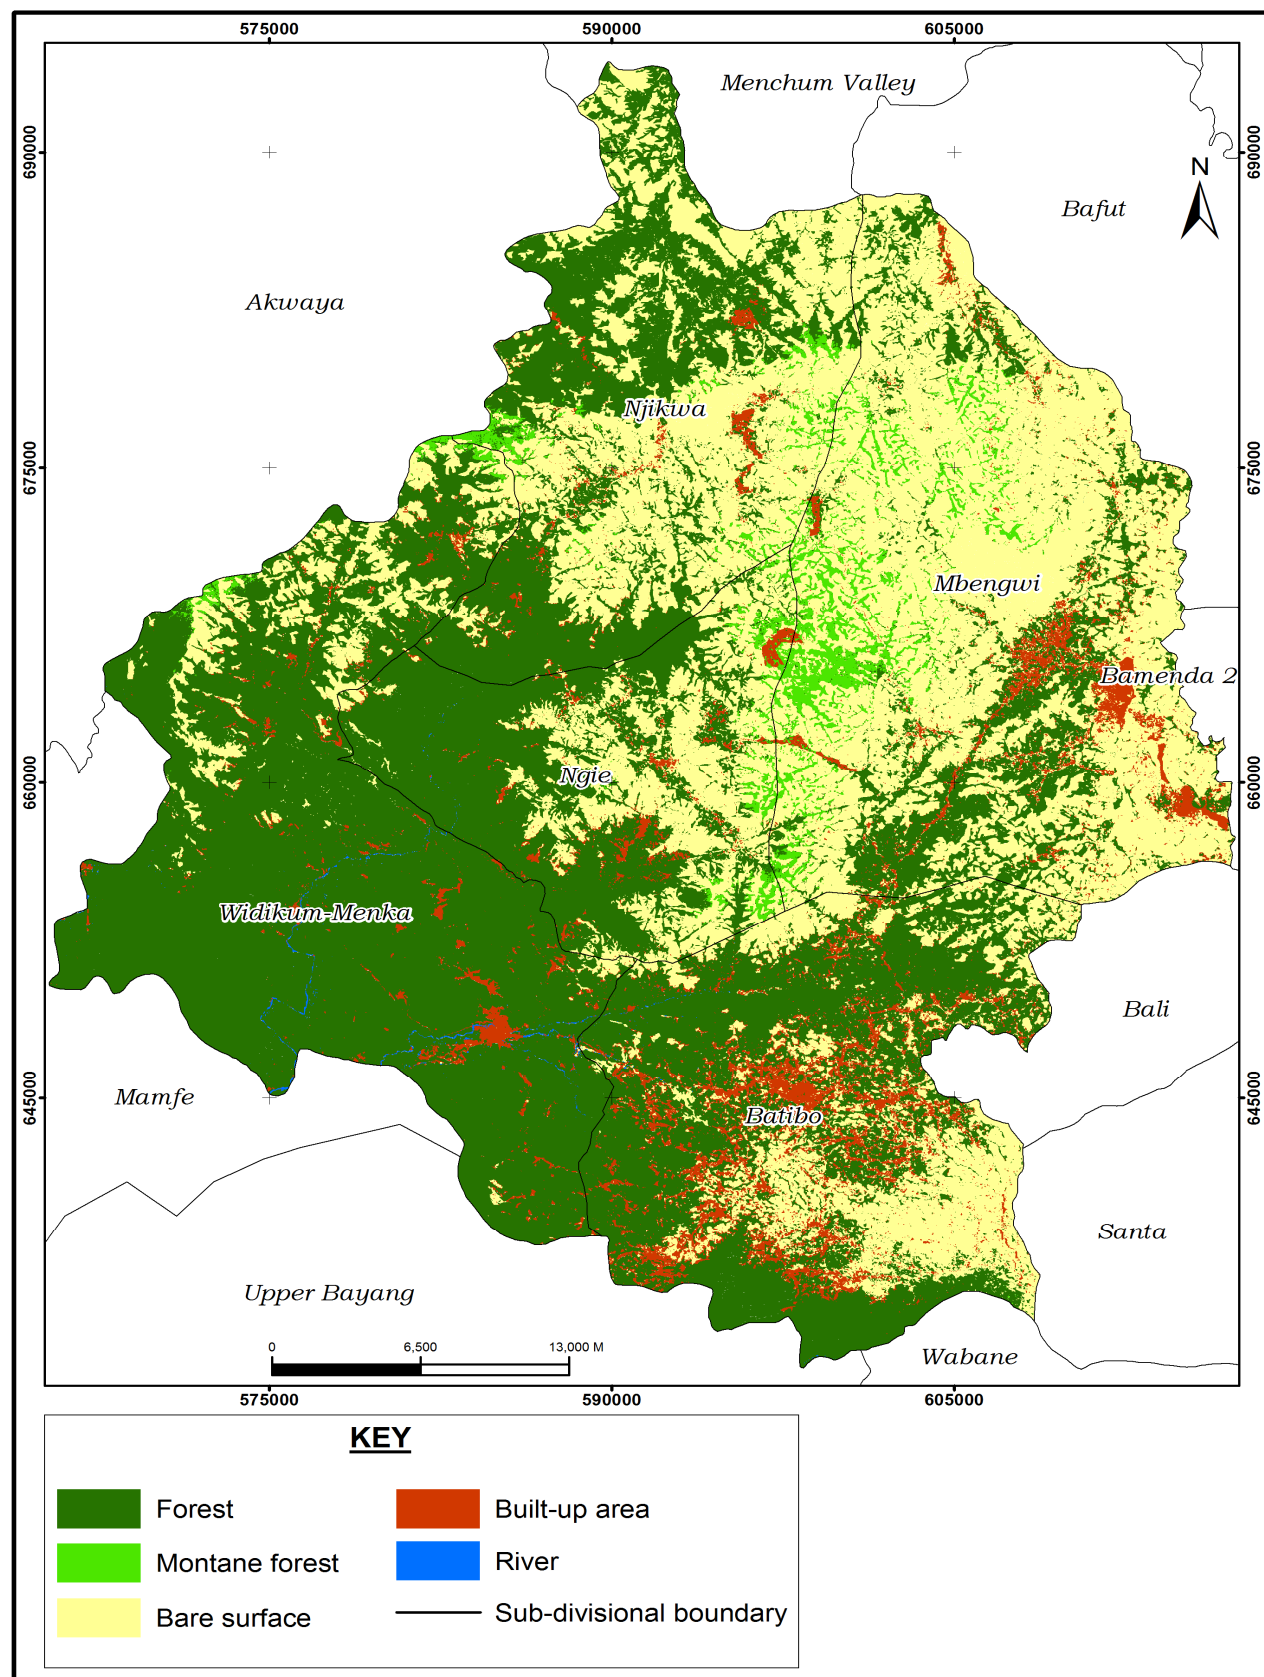 575000 590000 605000
Menchum Valley
690000 690000
N
Bafut
Akwaya
Njikwa
675000 675000
Mbengwi
Bamenda 2
Ngie
660000 660000
Widikum-Menka
Bali
Mamfe
645000 645000
Batibo
Santa
Upper Bayang
0 6,500 13,000 M
Wabane
575000 590000 605000
KEY
Forest
Built-up area
Montane forest
River
Bare surface
Sub-divisional boundary